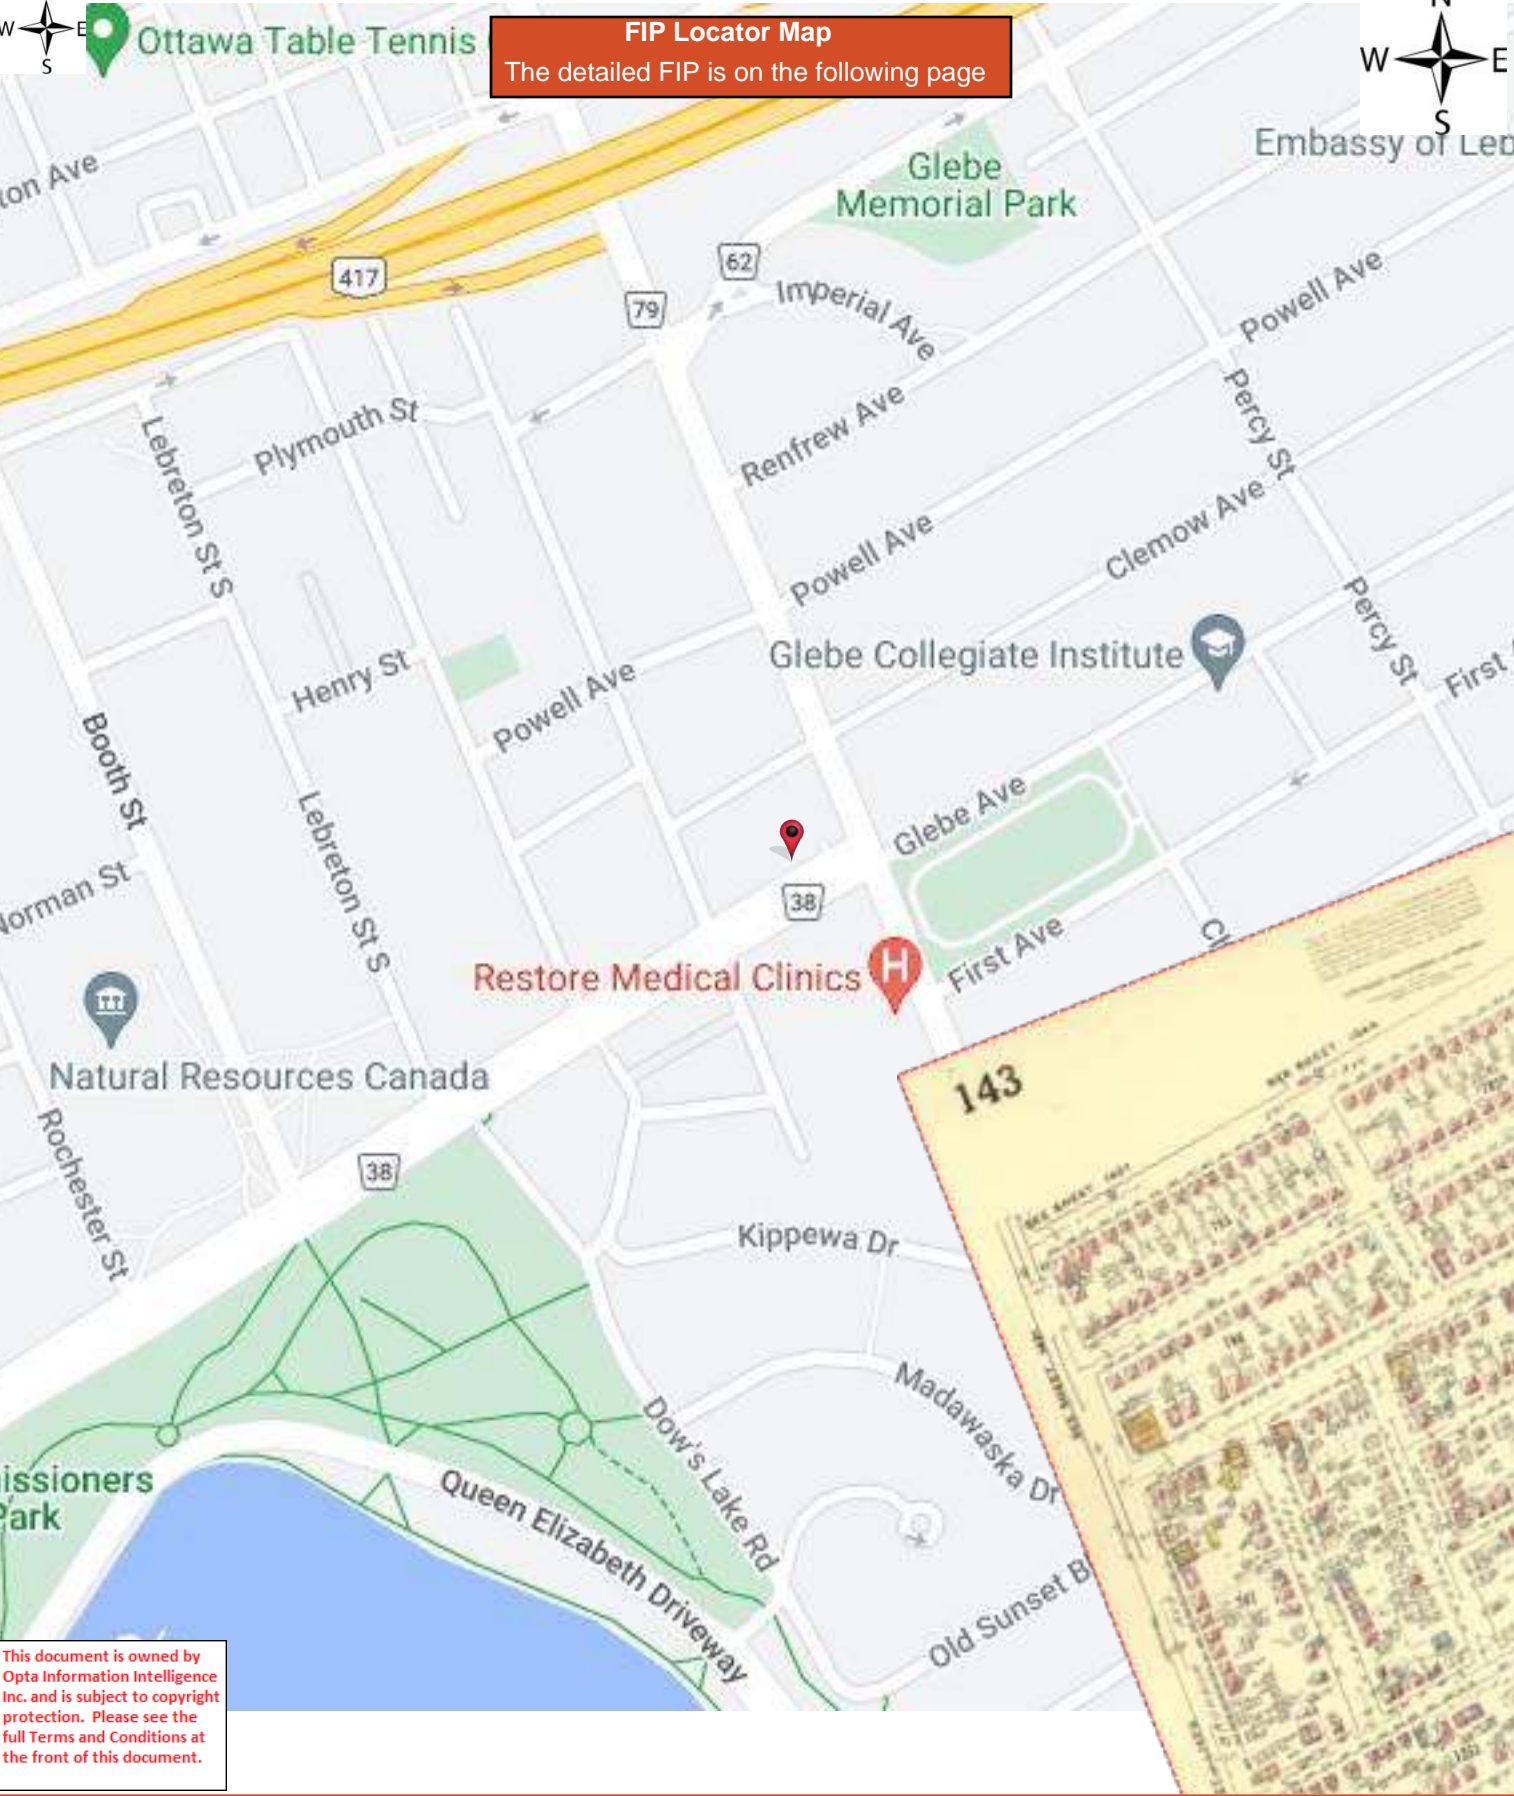 W
E
S
Ottawa Table Tennis
FIP Locator Map
The detailed FIP is on the following page
N
W
E
S
Embassy of Leb
ton Ave
Glebe
Memorial Park
417
62
79
Imperial Ave
Powell Ave
Renfrew Ave
Percy St
Plymouth St
Lebreton St S
Powell Ave
Clemow Ave
Percy St
Glebe Collegiate Institute
Henry St
Powell Ave
First
Booth St
Lebreton St S
Glebe Ave
38
Norman St
First Ave
Restore Medical Clinics
H
Natural Resources Canada
143
Rochester St
38
Kippewa Dr
Madawaska Dr
Dow's Lake Rd
issioners
Park
Queen Elizabeth Driveway
Old Sunset B
This document is owned by
Opta Information Intelligence
Inc. and is subject to copyright
protection. Please see the
full Terms and Conditions at
the front of this document.